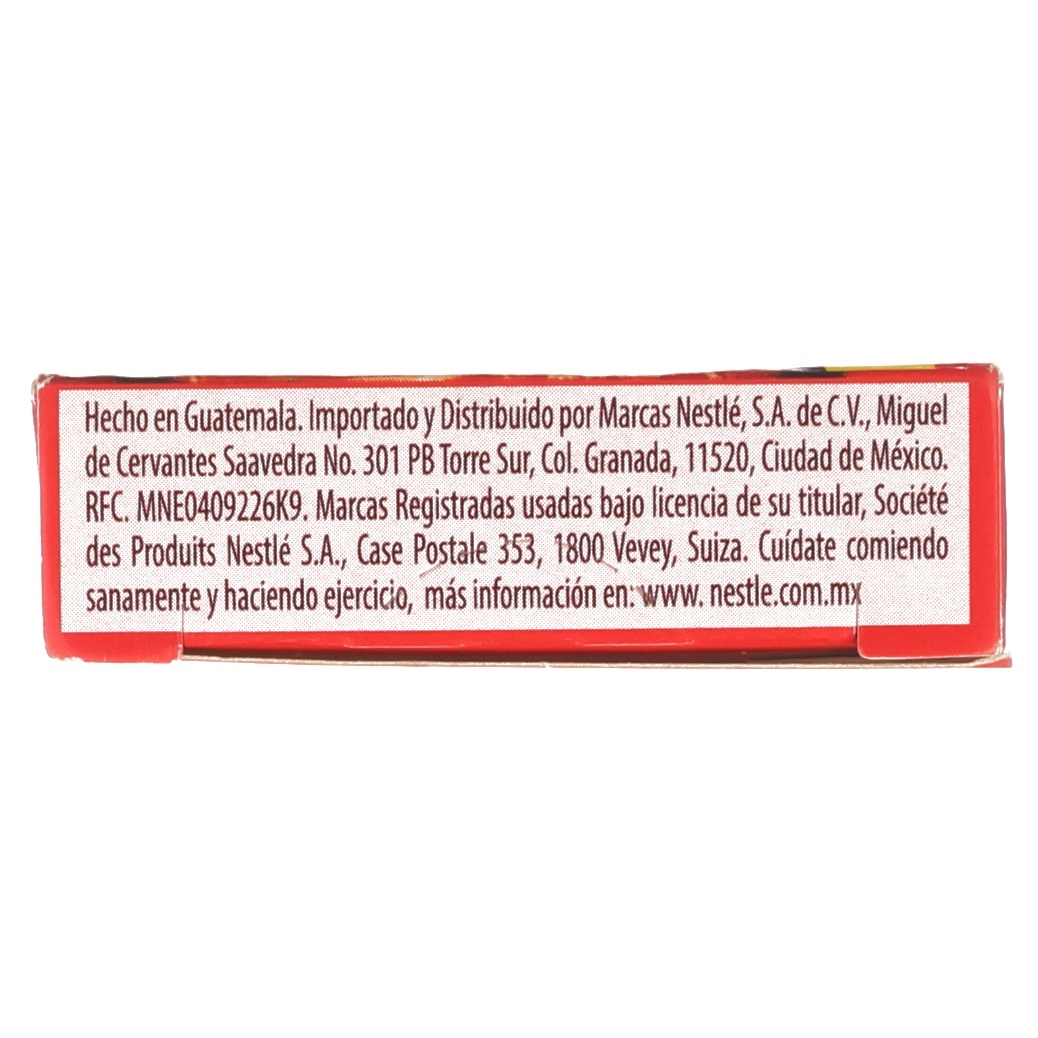 Hecho en Guatemala. Importado y Distribuido por Marcas Nestlé, S.A. de C.V., Miguel
de Cervantes Saavedra No. 301 PB Torre Sur, Col. Granada, 11520, Ciudad de México.
RFC. MNE0409226K9. Marcas Registradas usadas bajo licencia de su titular, Société
des Produits Nestlé S.A., Case Postale 353, 1800 Vevey, Suiza. Cuídate comiendo
sanamente y haciendo ejercicio, más información en: www. nestle.com.mx